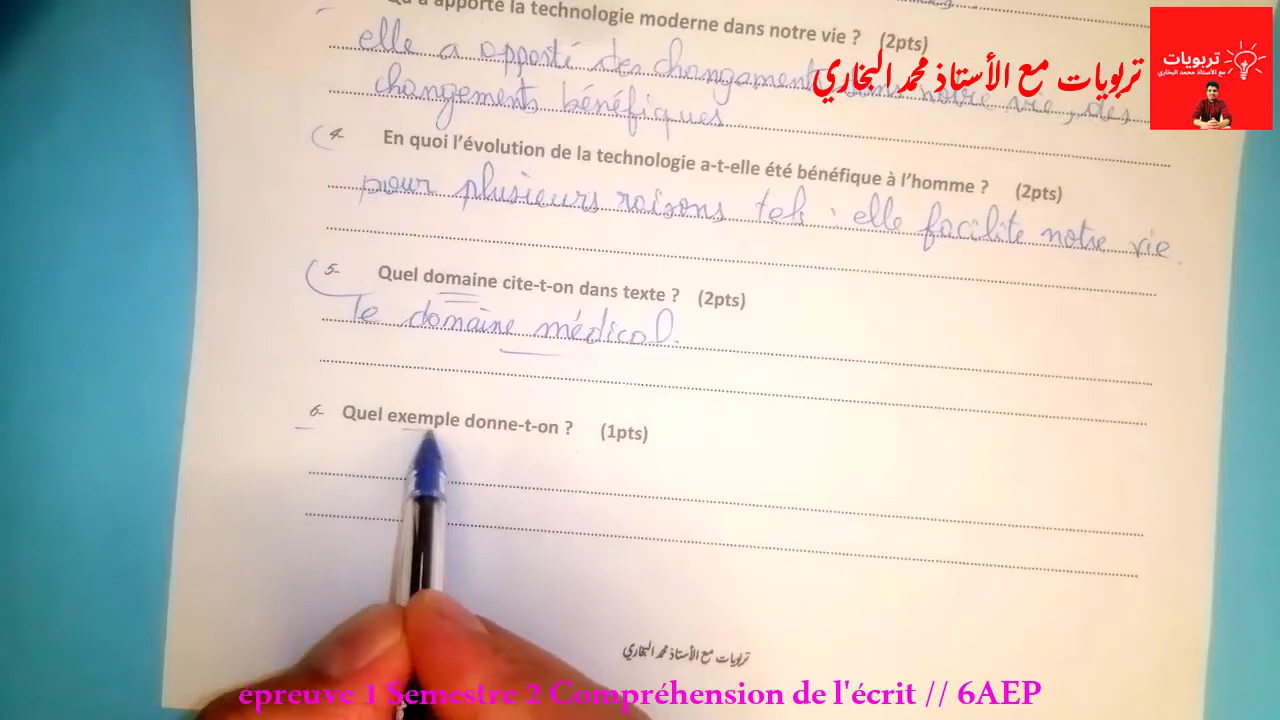 apporte la technologie moderne dans notre vie ? (2pts)
elle a apporté des changaments dans notre vie, des
changements bénéfiques
4- En quoi l'évolution de la technologie a-t-elle été bénéfique à l'homme ? (2pts)
pour plusieurs raisons tels : elle facilite notre vie.
5- Quel domaine cite-t-on dans texte ? (2pts)
le domaine médical.
6- Quel exemple donne-t-on ? (1pts)
تربويات مع الأستاذ محمد البخاري
تربويات
مع الاستاذ محمد البخاري
تربويات مع الأستاذ محمد البخاري
epreuve 1 Semestre 2 Compréhension de l'écrit // 6AEP